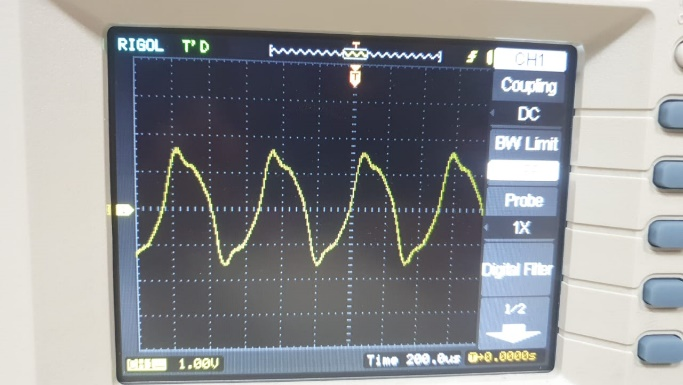 RIGOL T'D
T
T
CH1
Coupling
DC
BW Limit
Probe
1X
Digital Filter
1/2
1.00V Time 200.0us T→0.0000s